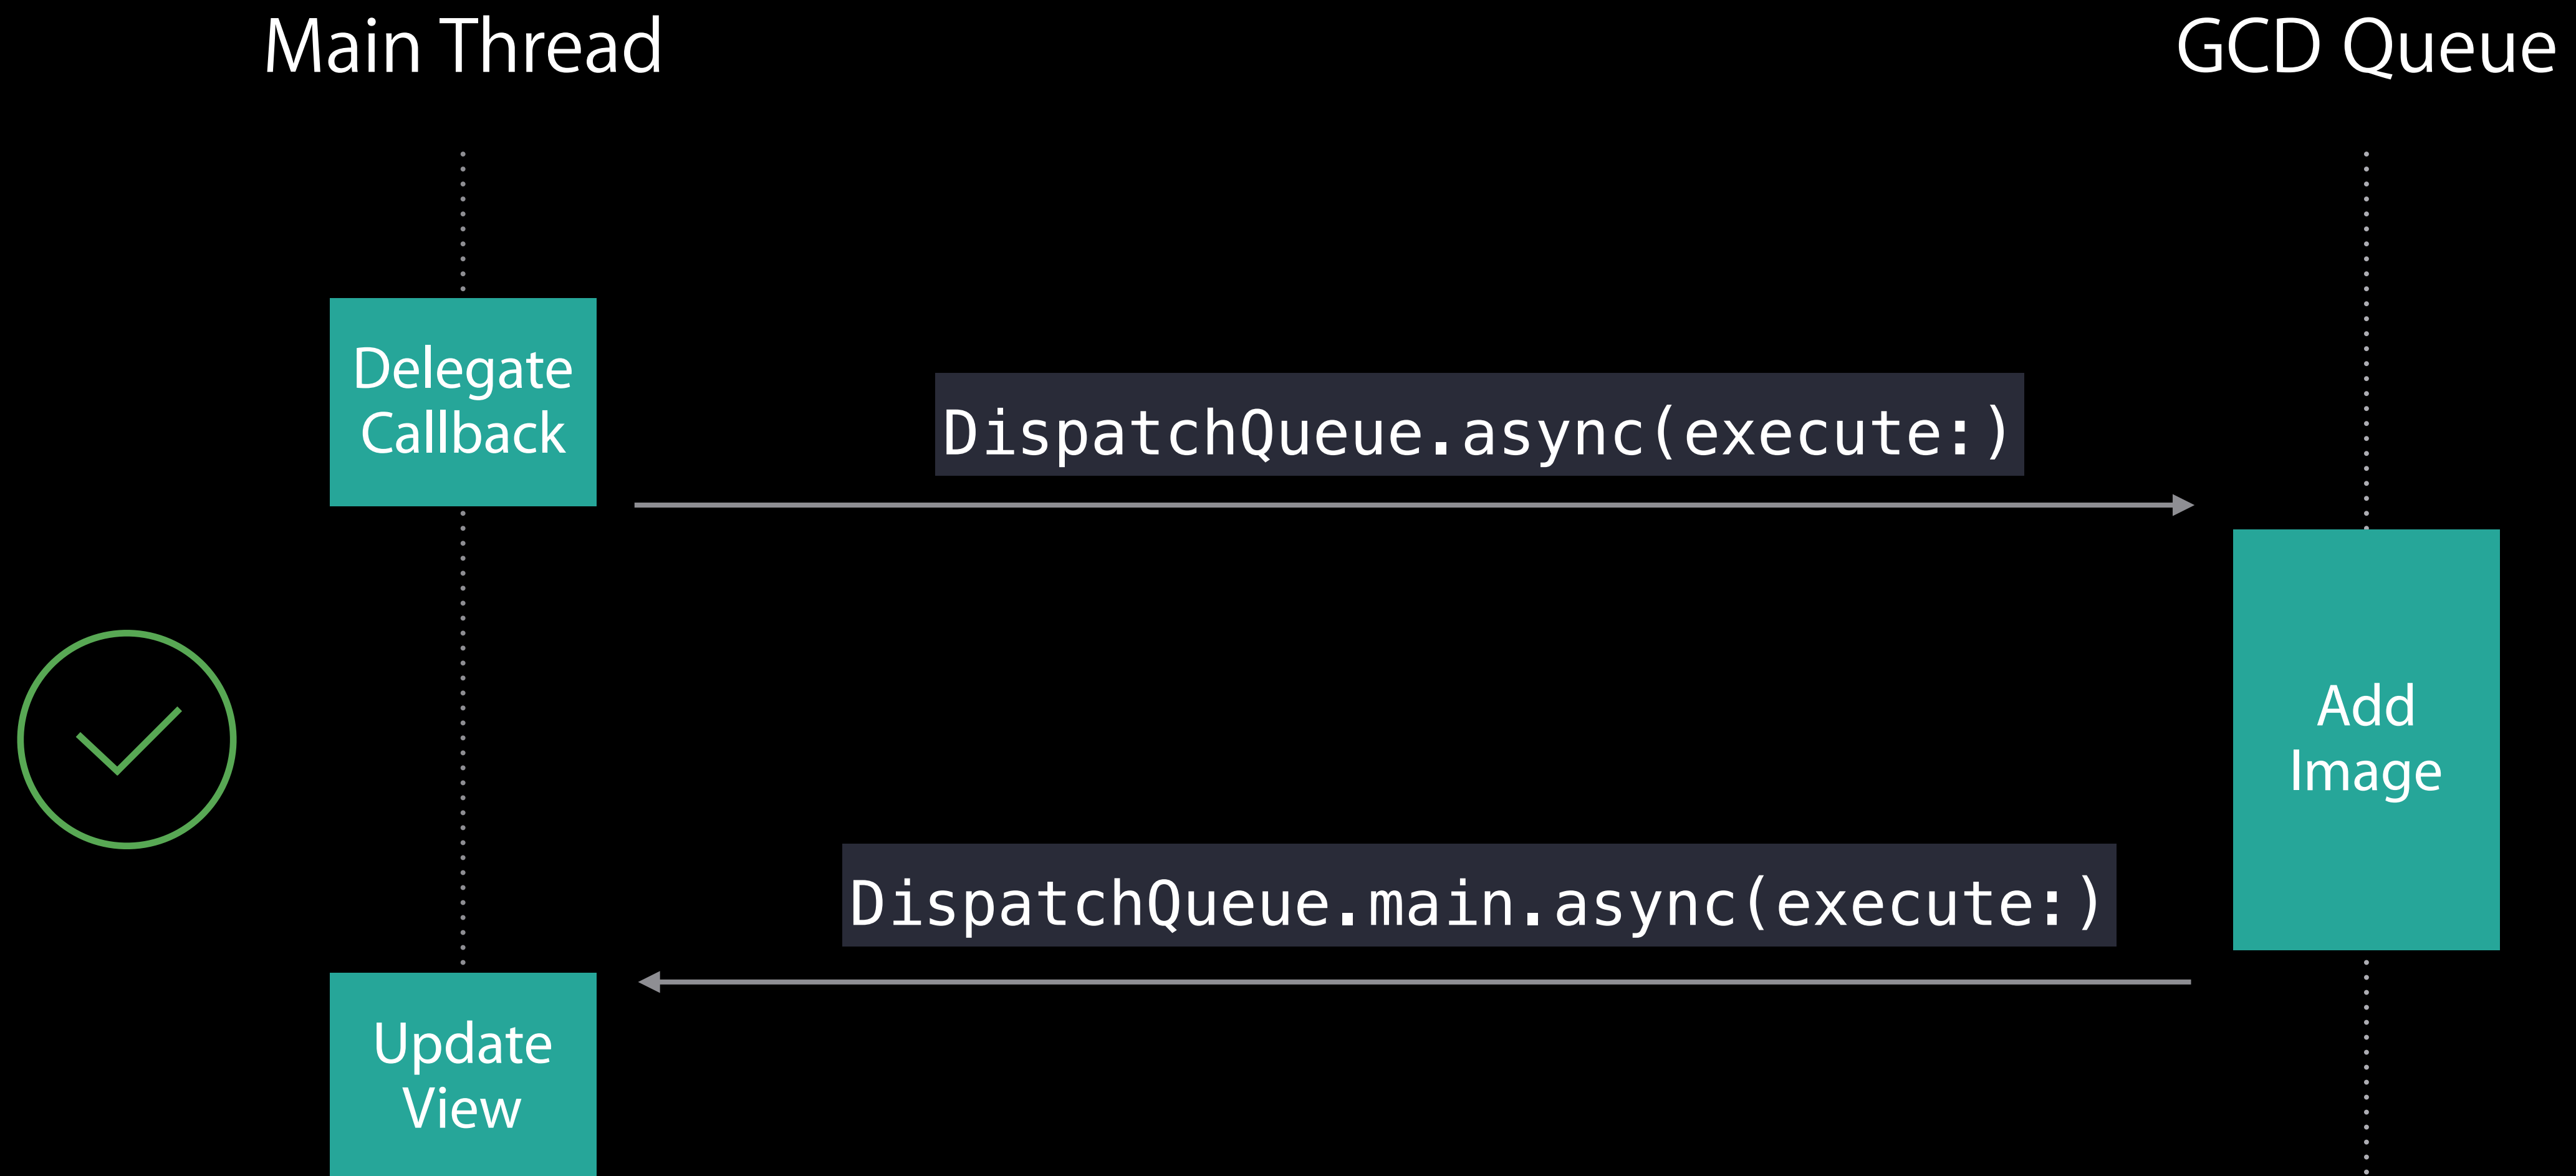 Main Thread
GCD Queue
Delegate
Callback
DispatchQueue.async(execute:)
Add
Image
DispatchQueue.main.async(execute:)
Update
View